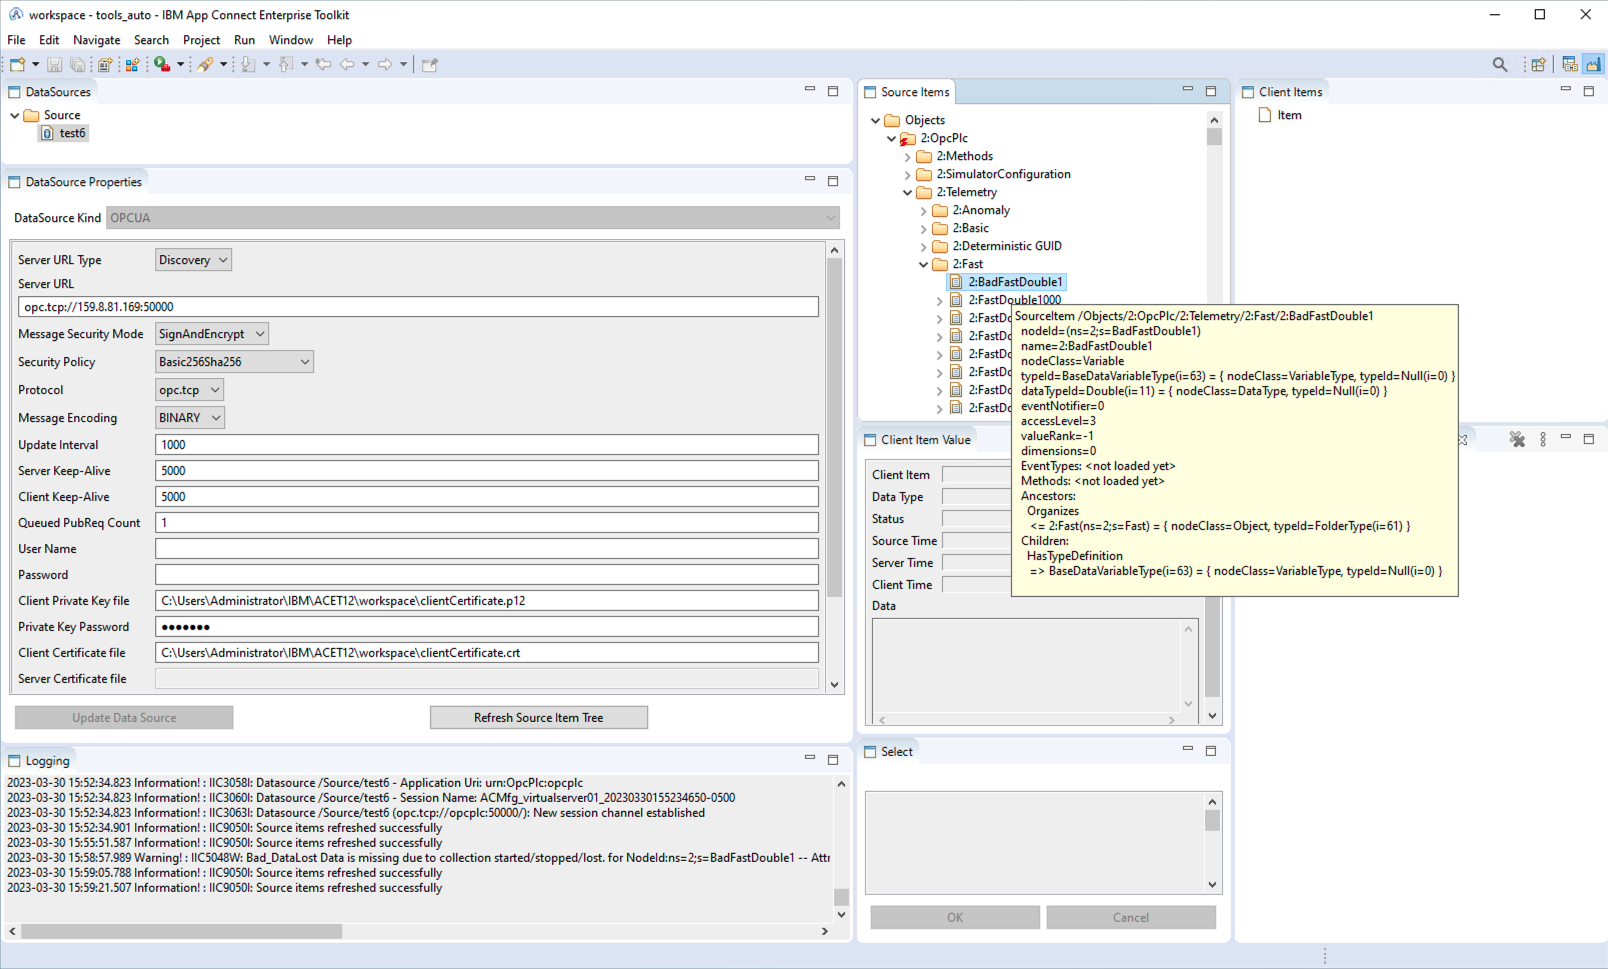 workspace - tools_auto - IBM App Connect Enterprise Toolkit
File Edit Navigate Search Project Run Window Help
DataSources
Source
test6
DataSource Properties
DataSource Kind OPCUA
Server URL Type Discovery
Server URL
opc.tcp://159.8.81.169:50000
Message Security Mode SignAndEncrypt
Security Policy Basic256Sha256
Protocol opc.tcp
Message Encoding BINARY
Update Interval 1000
Server Keep-Alive 5000
Client Keep-Alive 5000
Queued PubReq Count 1
User Name
Password
Client Private Key file C:\Users\Administrator\IBM\ACET12\workspace\clientCertificate.p12
Private Key Password ●●●●●●●
Client Certificate file C:\Users\Administrator\IBM\ACET12\workspace\clientCertificate.crt
Server Certificate file
Update Data Source Refresh Source Item Tree
Logging
2023-03-30 15:52:34.823 Information! : IIC3058I: Datasource /Source/test6 - Application Uri: urn:OpcPlc:opcplc
2023-03-30 15:52:34.823 Information! : IIC3060I: Datasource /Source/test6 - Session Name: ACMfg_virtualserver01_20230330155234650-0500
2023-03-30 15:52:34.823 Information! : IIC3063I: Datasource /Source/test6 (opc.tcp://opcplc:50000/): New session channel established
2023-03-30 15:52:34.901 Information! : IIC9050I: Source items refreshed successfully
2023-03-30 15:55:51.587 Information! : IIC9050I: Source items refreshed successfully
2023-03-30 15:58:57.989 Warning! : IIC5048W: Bad_DataLost Data is missing due to collection started/stopped/lost. for NodeId:ns=2;s=BadFastDouble1 -- Attr
2023-03-30 15:59:05.788 Information! : IIC9050I: Source items refreshed successfully
2023-03-30 15:59:21.507 Information! : IIC9050I: Source items refreshed successfully
Source Items
Objects
2:OpcPlc
2:Methods
2:SimulatorConfiguration
2:Telemetry
2:Anomaly
2:Basic
2:Deterministic GUID
2:Fast
2:BadFastDouble1
2:FastDouble1000
2:FastDo
2:FastDo
2:FastDo
2:FastDo
2:FastDo
2:FastDo
SourceItem /Objects/2:OpcPlc/2:Telemetry/2:Fast/2:BadFastDouble1
nodeId=(ns=2;s=BadFastDouble1)
name=2:BadFastDouble1
nodeClass=Variable
typeId=BaseDataVariableType(i=63) = { nodeClass=VariableType, typeId=Null(i=0) }
dataTypeId=Double(i=11) = { nodeClass=DataType, typeId=Null(i=0) }
eventNotifier=0
accessLevel=3
valueRank=-1
dimensions=0
EventTypes: <not loaded yet>
Methods: <not loaded yet>
Ancestors:
Organizes
<= 2:Fast(ns=2;s=Fast) = { nodeClass=Object, typeId=FolderType(i=61) }
Children:
HasTypeDefinition
=> BaseDataVariableType(i=63) = { nodeClass=VariableType, typeId=Null(i=0) }
Client Item Value
Client Item
Data Type
Status
Source Time
Server Time
Client Time
Data
Select
OK Cancel
Client Items
Item